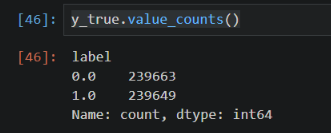 [46]: y_true.value_counts()
[46]: label
0.0    239663
1.0    239649
Name: count, dtype: int64